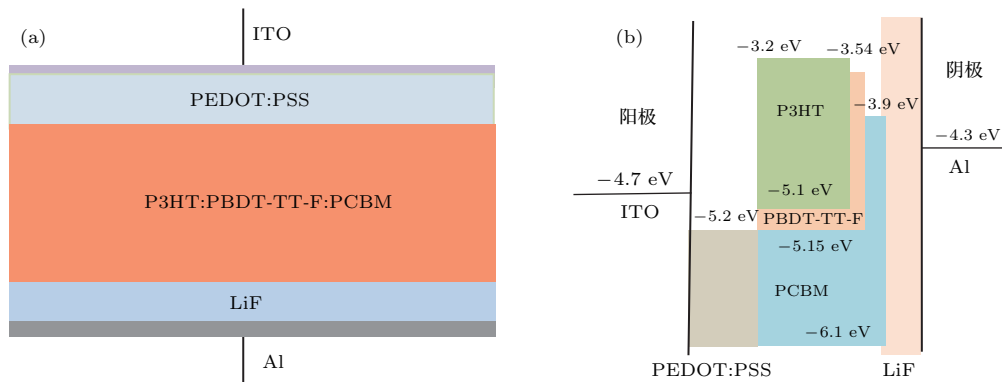 (a)
ITO
PEDOT:PSS
P3HT:PBDT-TT-F:PCBM
LiF
Al
(b)
−3.2 eV
−3.54 eV
阴极
−3.9 eV
P3HT
阳极
−4.3 eV
Al
−4.7 eV
−5.1 eV
ITO
−5.2 eV
PBDT-TT-F
−5.15 eV
PCBM
−6.1 eV
PEDOT:PSS
LiF